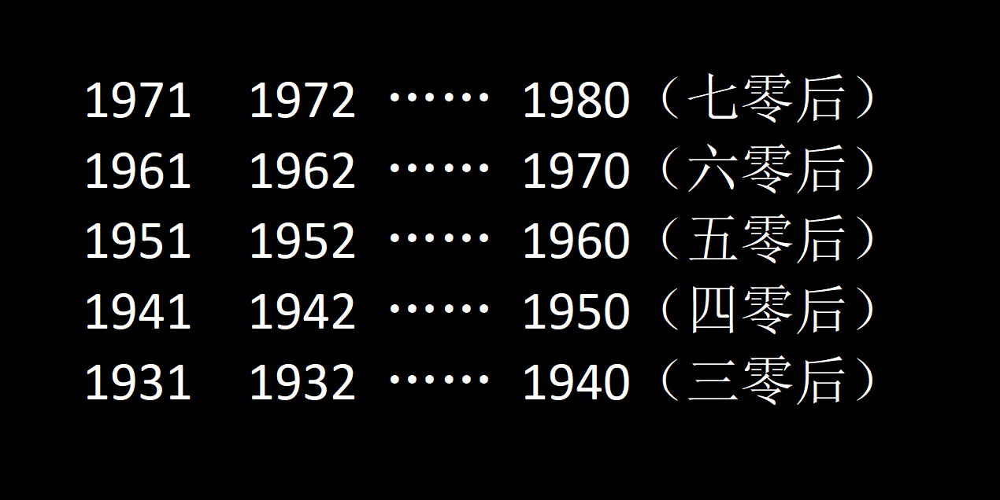 1971 1972 …… 1980（七零后）
1961 1962 …… 1970（六零后）
1951 1952 …… 1960（五零后）
1941 1942 …… 1950（四零后）
1931 1932 …… 1940（三零后）